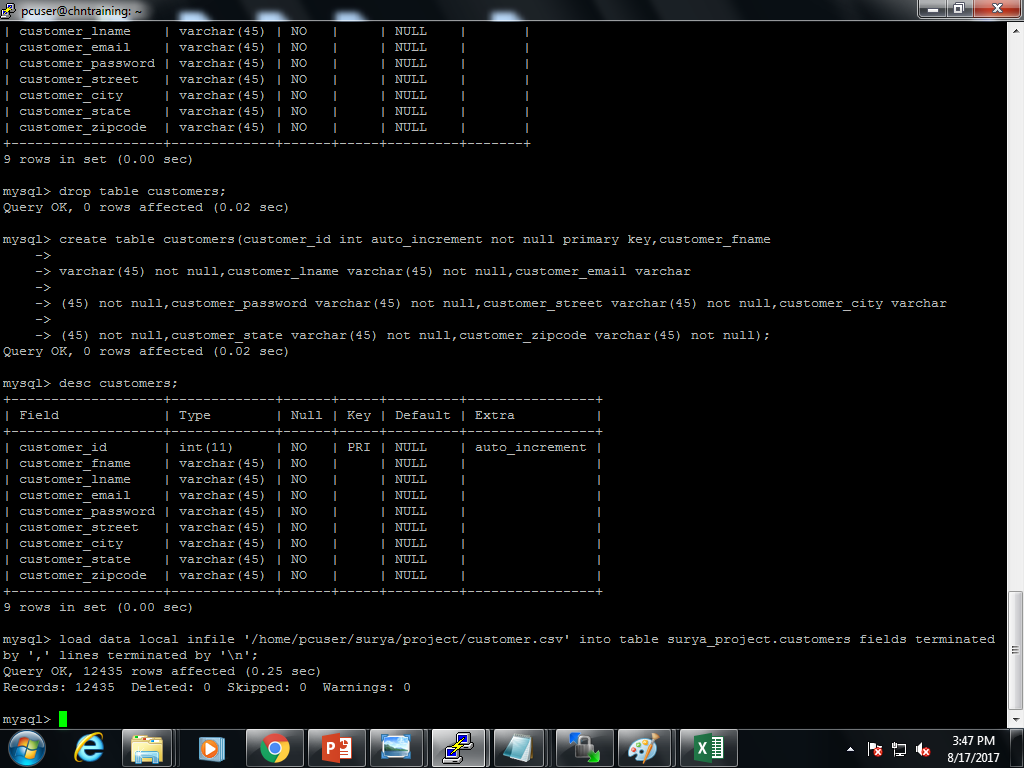 pcuser@chntraining: ~
| customer_lname    | varchar(45) | NO   |     | NULL    |       |
| customer_email    | varchar(45) | NO   |     | NULL    |       |
| customer_password | varchar(45) | NO   |     | NULL    |       |
| customer_street   | varchar(45) | NO   |     | NULL    |       |
| customer_city     | varchar(45) | NO   |     | NULL    |       |
| customer_state    | varchar(45) | NO   |     | NULL    |       |
| customer_zipcode  | varchar(45) | NO   |     | NULL    |       |
+-------------------+-------------+------+-----+---------+-------+
9 rows in set (0.00 sec)
mysql> drop table customers;
Query OK, 0 rows affected (0.02 sec)
mysql> create table customers(customer_id int auto_increment not null primary key,customer_fname
    ->
    -> varchar(45) not null,customer_lname varchar(45) not null,customer_email varchar
    ->
    -> (45) not null,customer_password varchar(45) not null,customer_street varchar(45) not null,customer_city varchar
    ->
    -> (45) not null,customer_state varchar(45) not null,customer_zipcode varchar(45) not null);
Query OK, 0 rows affected (0.02 sec)
mysql> desc customers;
+-------------------+-------------+------+-----+---------+----------------+
| Field             | Type        | Null | Key | Default | Extra          |
+-------------------+-------------+------+-----+---------+----------------+
| customer_id       | int(11)     | NO   | PRI | NULL    | auto_increment |
| customer_fname    | varchar(45) | NO   |     | NULL    |                |
| customer_lname    | varchar(45) | NO   |     | NULL    |                |
| customer_email    | varchar(45) | NO   |     | NULL    |                |
| customer_password | varchar(45) | NO   |     | NULL    |                |
| customer_street   | varchar(45) | NO   |     | NULL    |                |
| customer_city     | varchar(45) | NO   |     | NULL    |                |
| customer_state    | varchar(45) | NO   |     | NULL    |                |
| customer_zipcode  | varchar(45) | NO   |     | NULL    |                |
+-------------------+-------------+------+-----+---------+----------------+
9 rows in set (0.00 sec)
mysql> load data local infile '/home/pcuser/surya/project/customer.csv' into table surya_project.customers fields terminated
by ',' lines terminated by '\n';
Query OK, 12435 rows affected (0.25 sec)
Records: 12435  Deleted: 0  Skipped: 0  Warnings: 0
mysql>
3:47 PM
8/17/2017